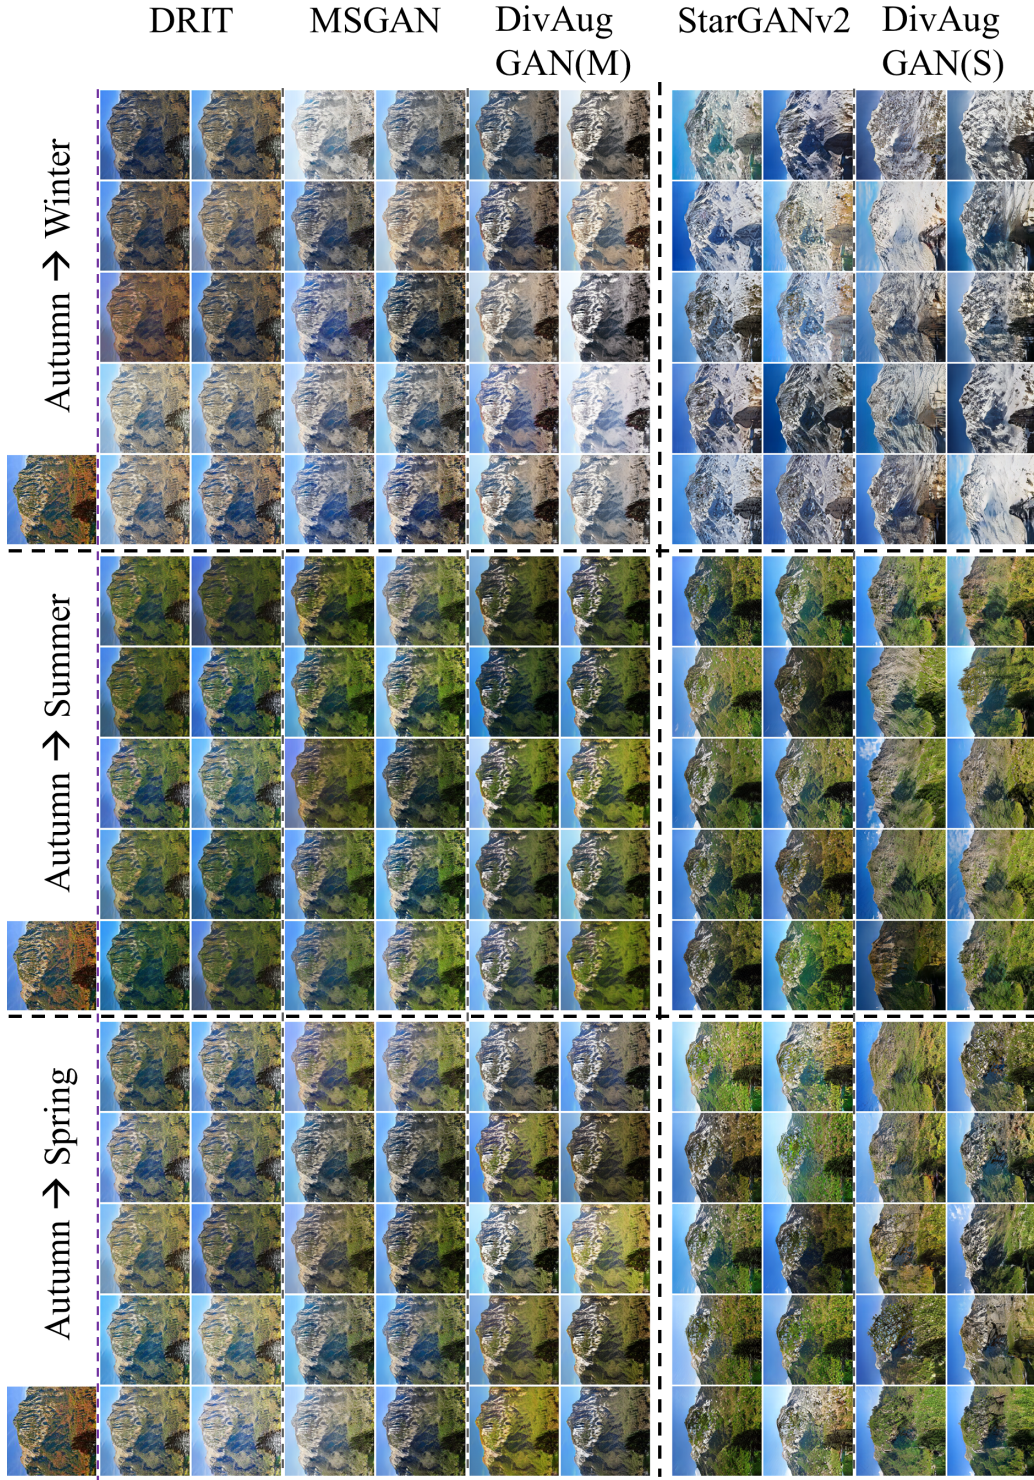 DRIT
MSGAN
DivAug
GAN(M)
StarGANv2
DivAug
GAN(S)
Autumn → Winter
Autumn → Summer
Autumn → Spring